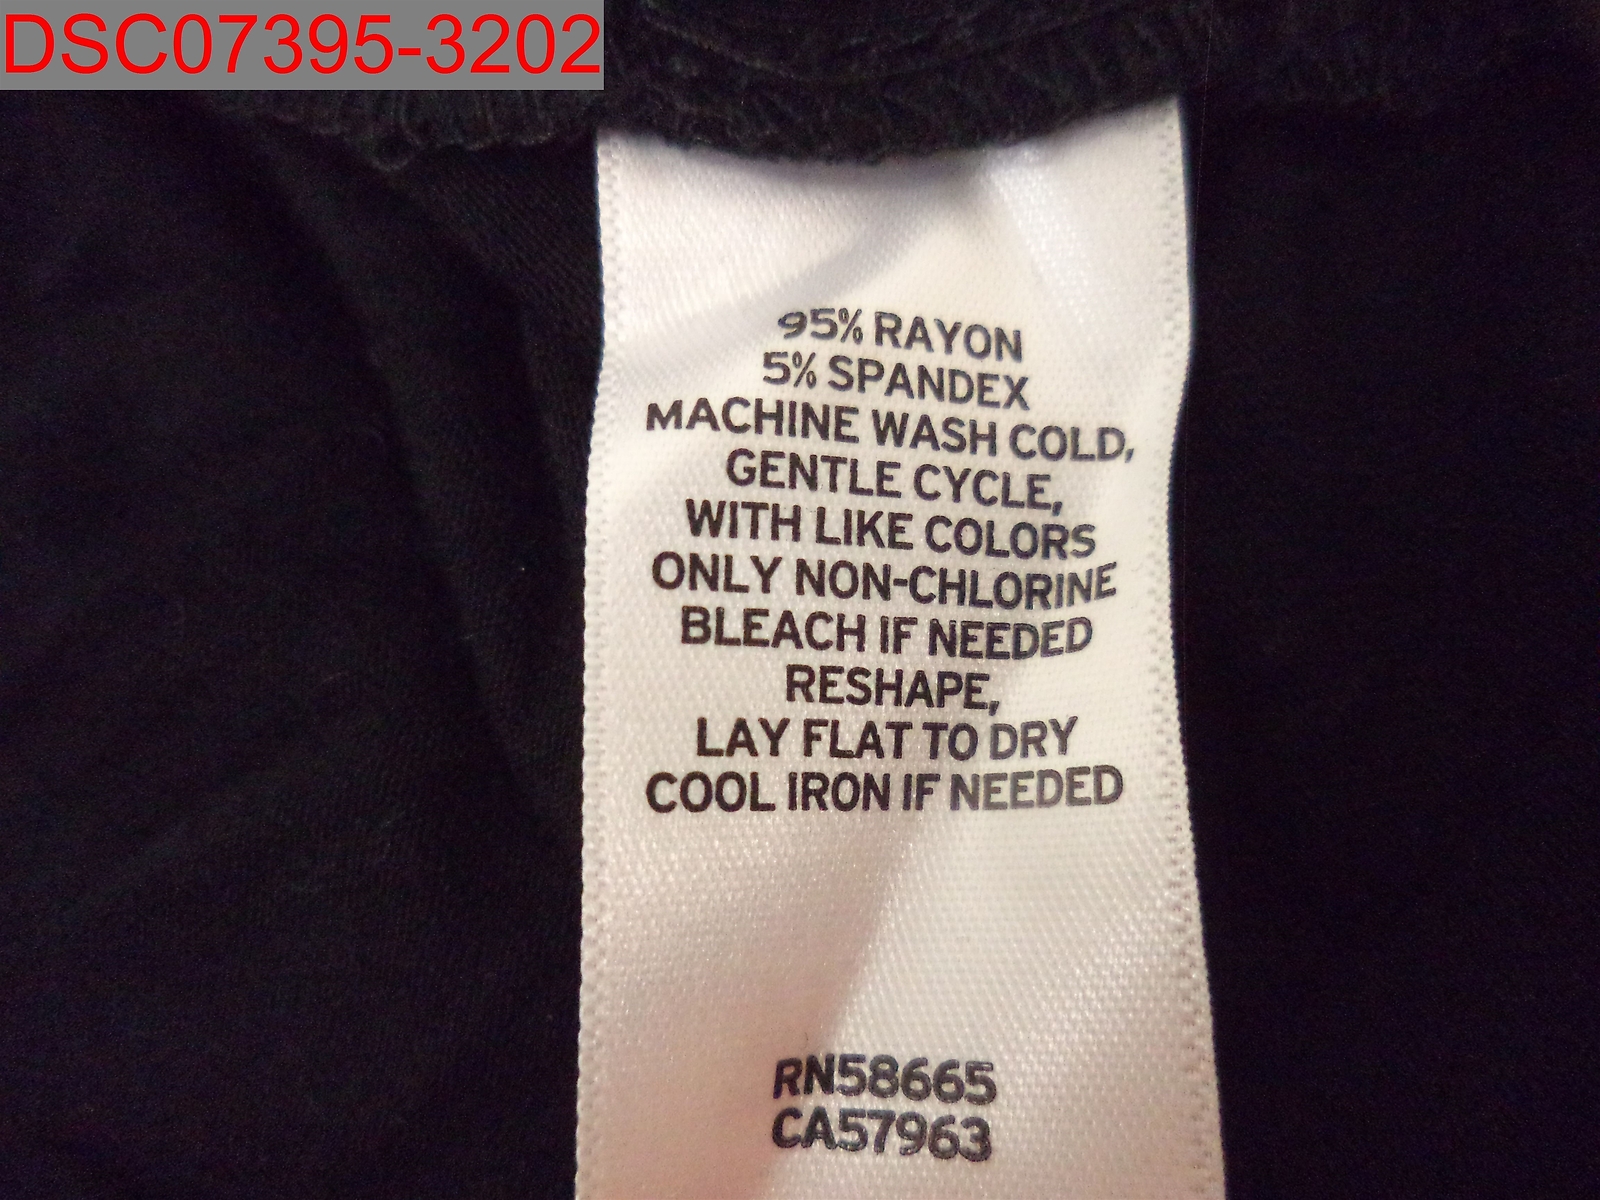 DSC07395-3202
95% RAYON
5% SPANDEX
MACHINE WASH COLD,
GENTLE CYCLE,
WITH LIKE COLORS
ONLY NON-CHLORINE
BLEACH IF NEEDED
RESHAPE,
LAY FLAT TO DRY
COOL IRON IF NEEDED
RN58665
CA57963